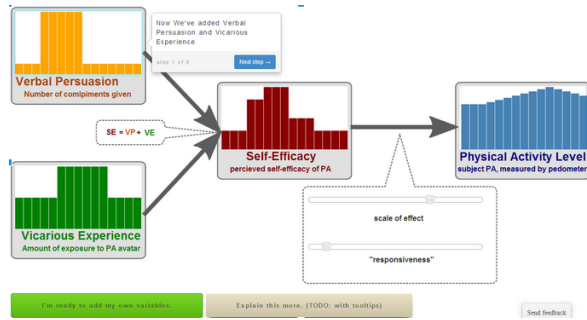 Now We've added Verbal
Persuasion and Vicarious
Experience.
step 1 of 6
Next step →
Verbal Persuasion
Number of comlpiments given
SE = VP + VE
Self-Efficacy
percieved self-efficacy of PA
Physical Activity Level
subject PA, measured by pedometer
Vicarious Experience
Amount of exposure to PA avatar
scale of effect
"responsiveness"
I'm ready to add my own variables.
Explain this more. (TODO: with tooltips)
Send feedback